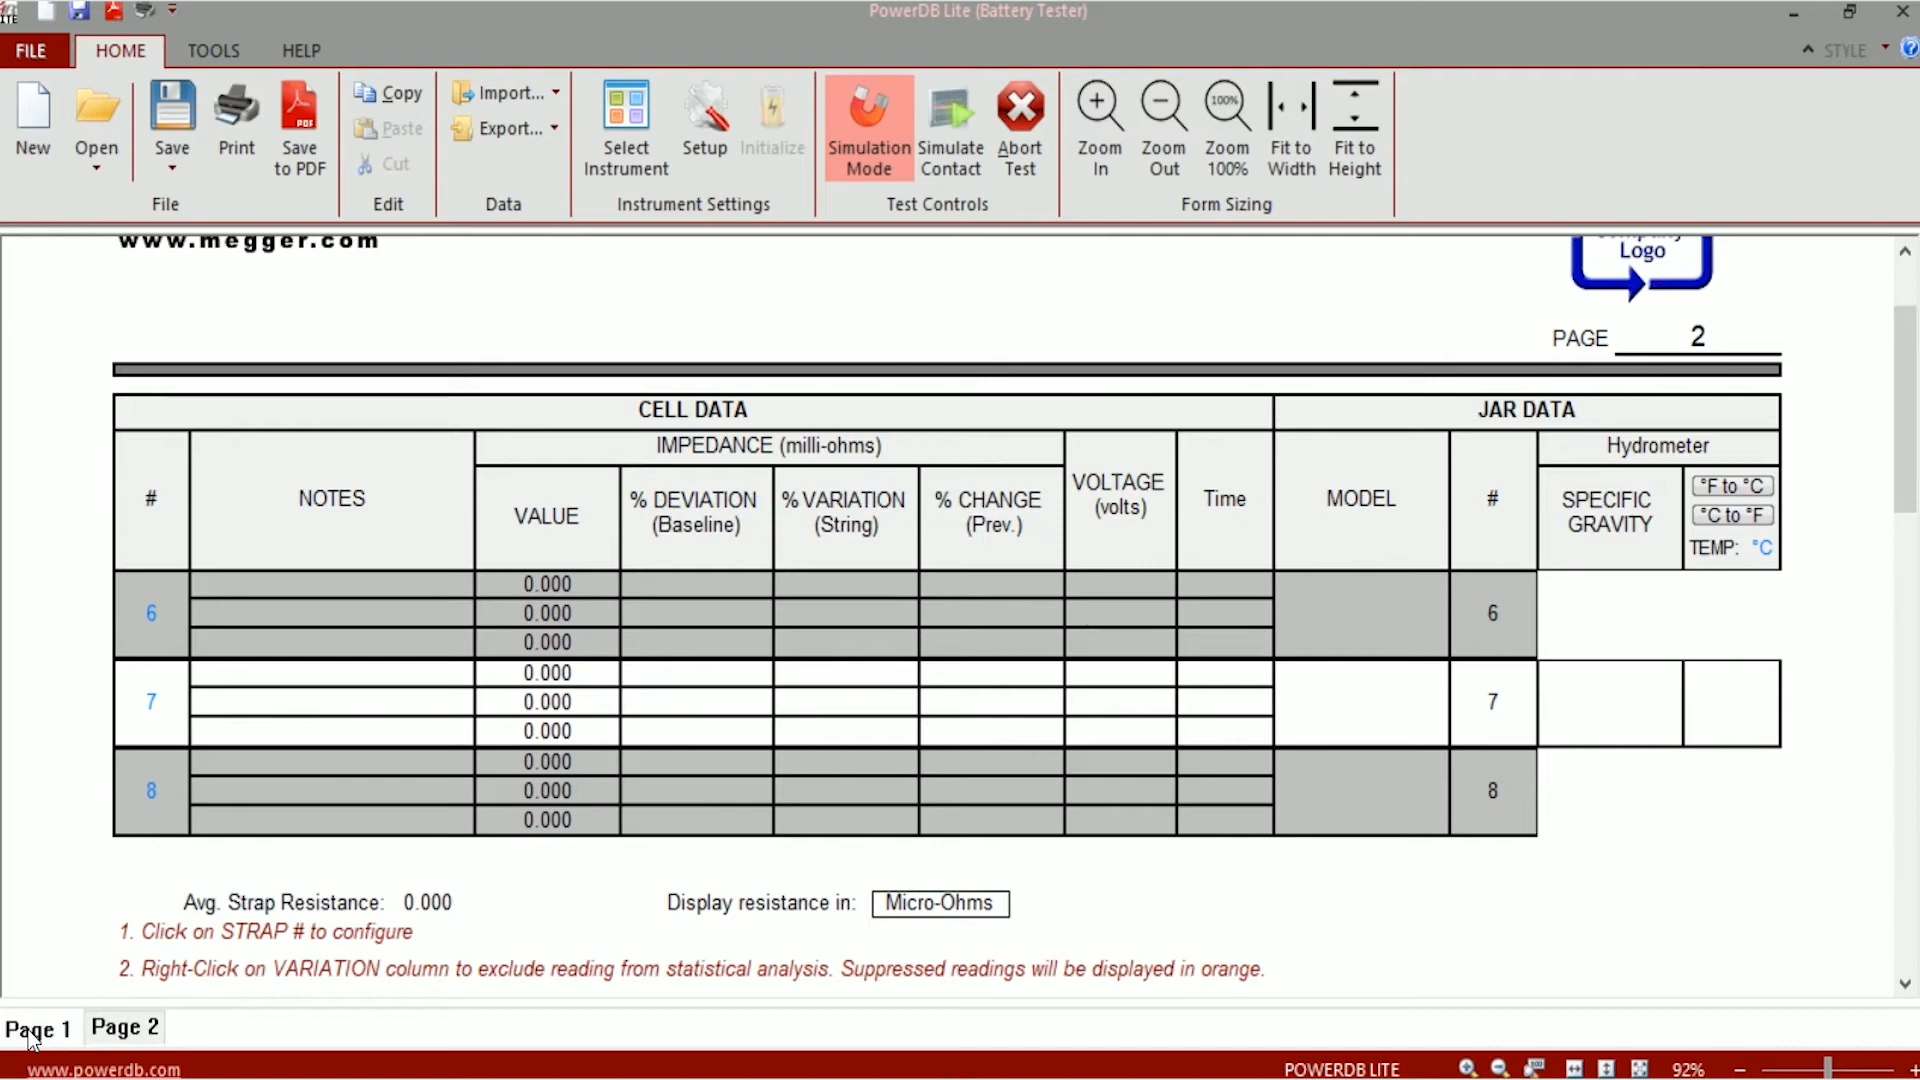 PowerDB Lite (Battery Tester)
FILE HOME TOOLS HELP STYLE
New Open Save Print Save to PDF
Copy
Paste
Cut
Import...
Export...
Select Instrument Setup Initialize
Simulation Mode Simulate Contact Abort Test
Zoom In Zoom Out 100% Zoom 100% Fit to Width Fit to Height
File Edit Data Instrument Settings Test Controls Form Sizing
www.megger.com
Company
Logo
PAGE 2
CELL DATA JAR DATA
# NOTES IMPEDANCE (milli-ohms) VOLTAGE (volts) Time MODEL # Hydrometer
VALUE % DEVIATION (Baseline) % VARIATION (String) % CHANGE (Prev.) SPECIFIC GRAVITY
°F to °C
°C to °F
TEMP: °C
0.000
6 0.000 6
0.000
0.000
7 0.000 7
0.000
0.000
8 0.000 8
0.000
Avg. Strap Resistance: 0.000 Display resistance in: Micro-Ohms
1. Click on STRAP # to configure
2. Right-Click on VARIATION column to exclude reading from statistical analysis. Suppressed readings will be displayed in orange.
Page 1 Page 2
www.powerdb.com POWERDB LITE 92%